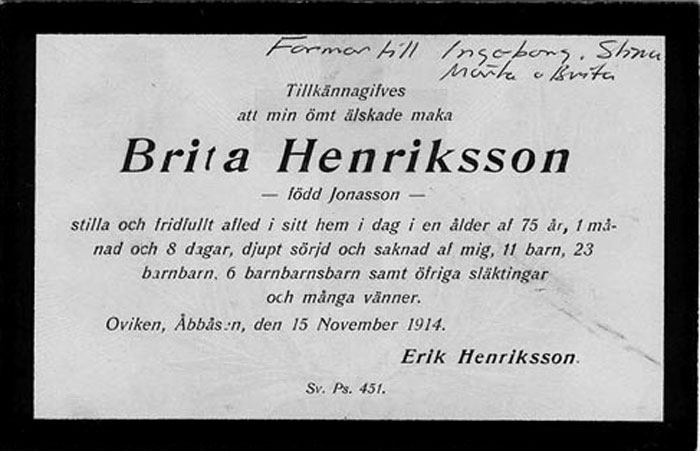 Farmor till Ingeborg, Stina
Märta o Brita
Tillkännagifves
att min ömt älskade maka
Brita Henriksson
— född Jonasson —
stilla och fridfullt afled i sitt hem i dag i en ålder af 75 år, 1 må-
nad och 8 dagar, djupt sörjd och saknad af mig, 11 barn, 23
barnbarn, 6 barnbarnsbarn samt öfriga släktingar
och många vänner.
Oviken, Åbbåsen, den 15 November 1914.
Erik Henriksson.
Sv. Ps. 451.